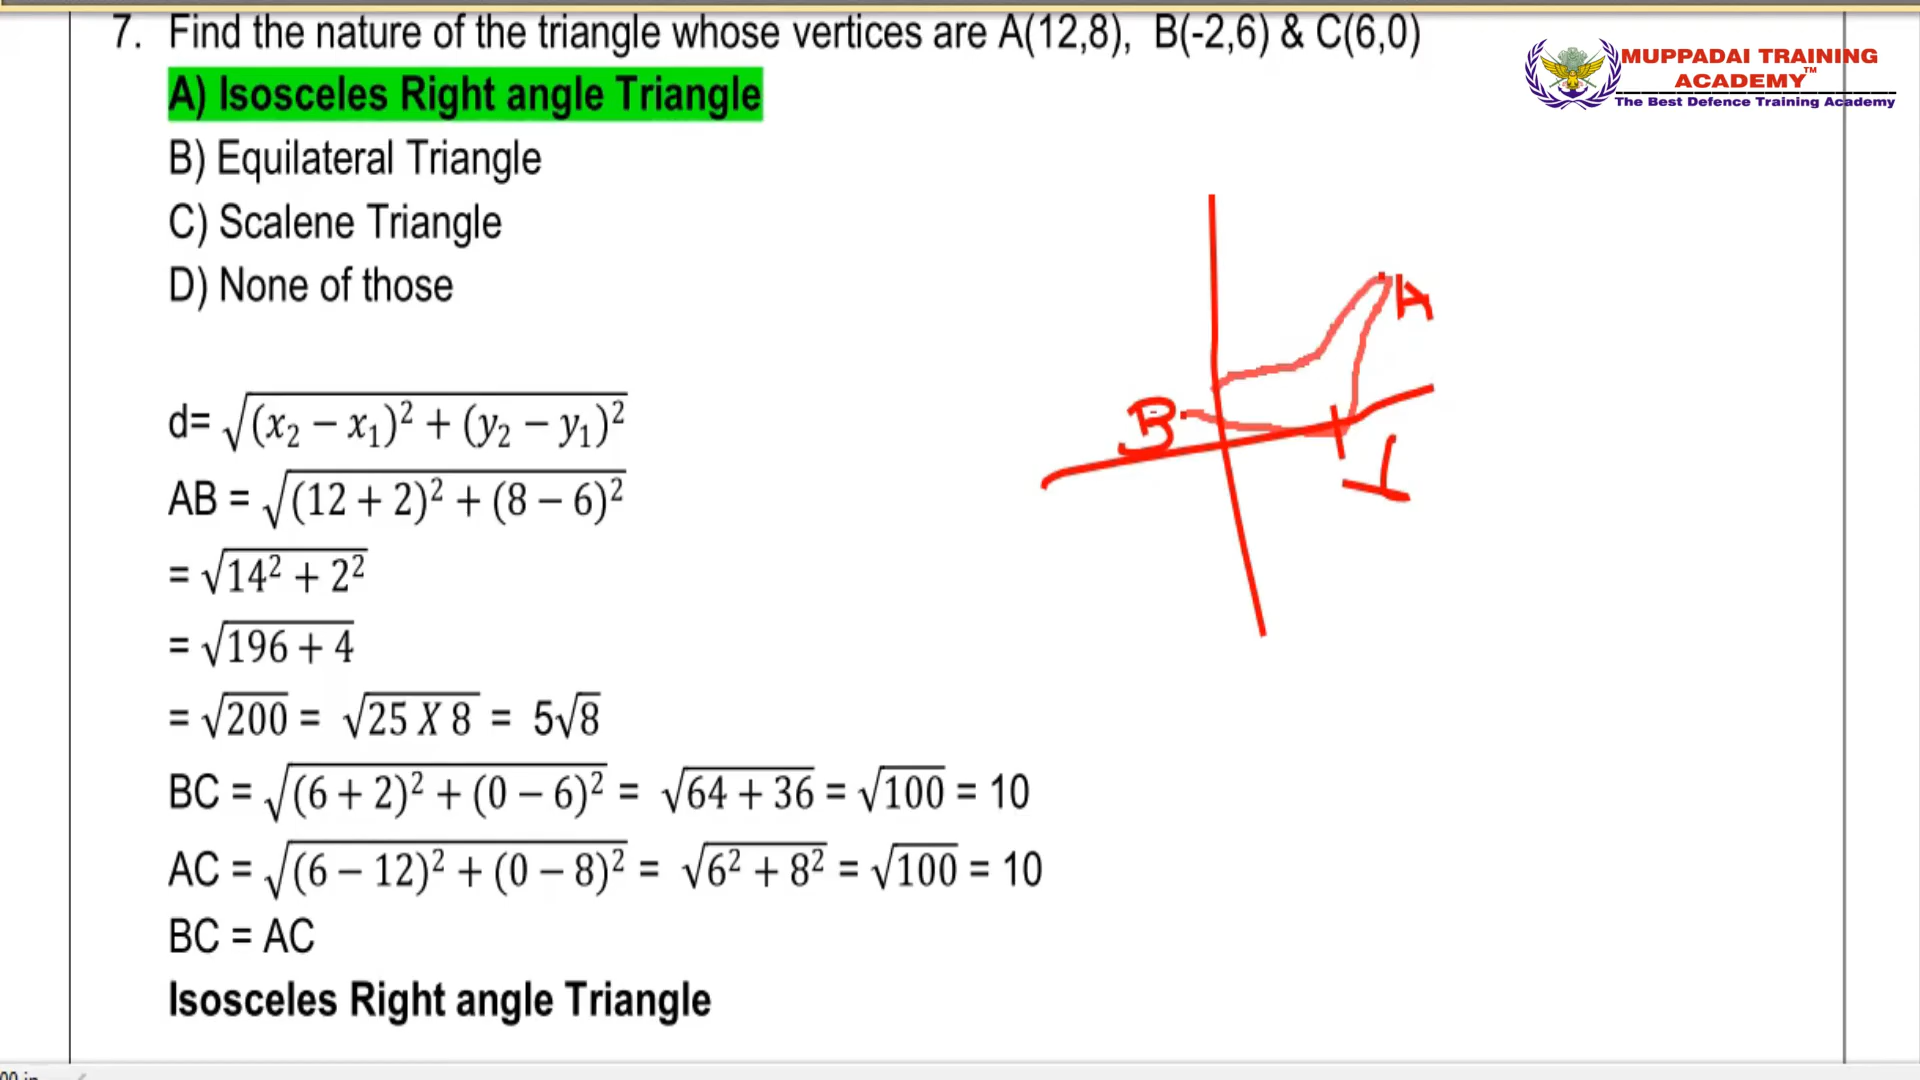 7. Find the nature of the triangle whose vertices are A(12,8), B(-2,6) & C(6,0)
MUPPADAI TRAINING
ACADEMY™
The Best Defence Training Academy
A) Isosceles Right angle Triangle
B) Equilateral Triangle
C) Scalene Triangle
D) None of those
A
B
d= √(x₂ − x₁)² + (y₂ − y₁)²
AB = √(12 + 2)² + (8 − 6)²
= √14² + 2²
= √196 + 4
= √200 = √25 X 8 = 5√8
BC = √(6 + 2)² + (0 − 6)² = √64 + 36 = √100 = 10
AC = √(6 − 12)² + (0 − 8)² = √6² + 8² = √100 = 10
BC = AC
Isosceles Right angle Triangle